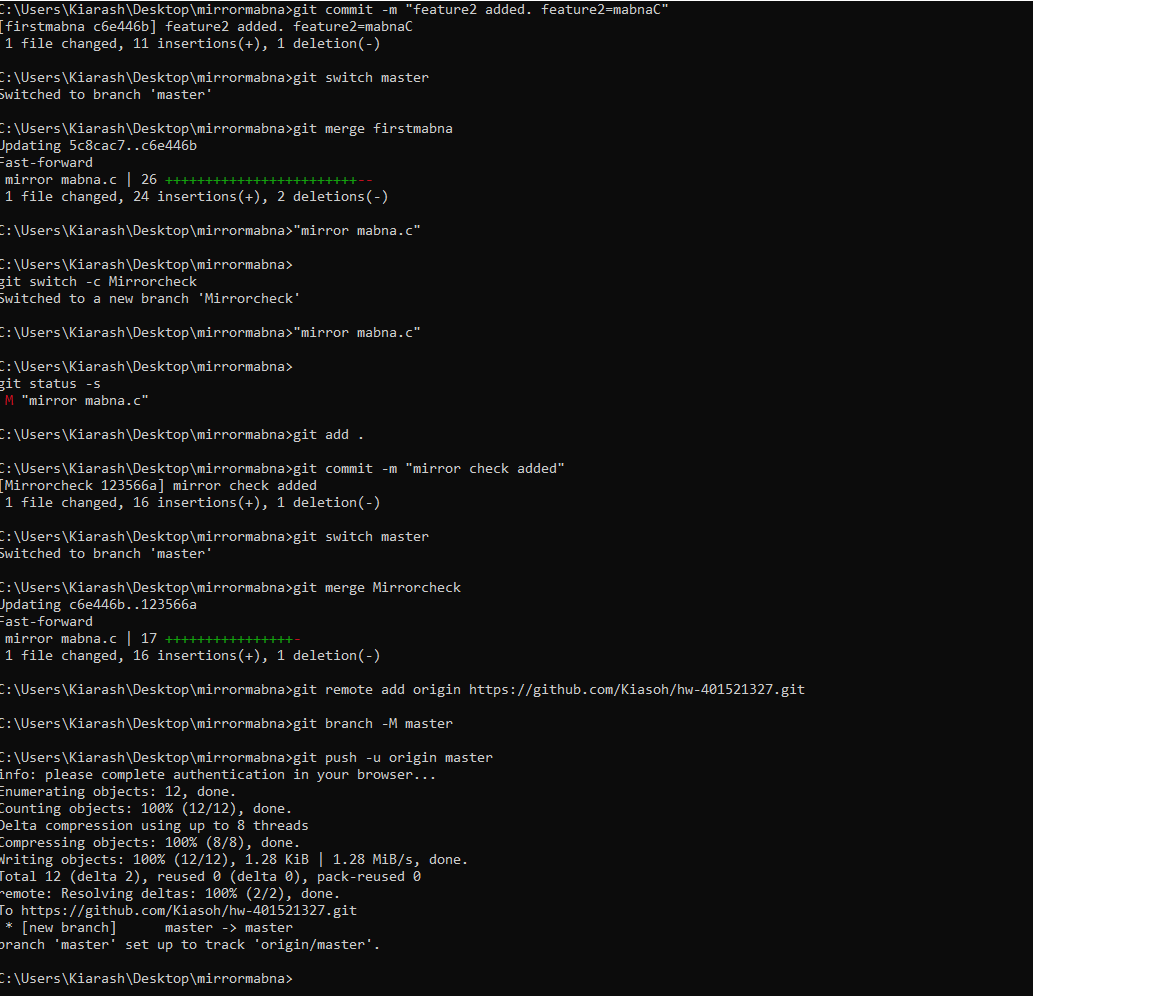 C:\Users\Kiarash\Desktop\mirrormabna>git commit -m "feature2 added. feature2=mabnaC"
[firstmabna c6e446b] feature2 added. feature2=mabnaC
 1 file changed, 11 insertions(+), 1 deletion(-)
C:\Users\Kiarash\Desktop\mirrormabna>git switch master
Switched to branch 'master'
C:\Users\Kiarash\Desktop\mirrormabna>git merge firstmabna
Updating 5c8cac7..c6e446b
Fast-forward
 mirror mabna.c | 26 ++++++++++++++++++++++++--
 1 file changed, 24 insertions(+), 2 deletions(-)
C:\Users\Kiarash\Desktop\mirrormabna>"mirror mabna.c"
C:\Users\Kiarash\Desktop\mirrormabna>
git switch -c Mirrorcheck
Switched to a new branch 'Mirrorcheck'
C:\Users\Kiarash\Desktop\mirrormabna>"mirror mabna.c"
C:\Users\Kiarash\Desktop\mirrormabna>
git status -s
 M "mirror mabna.c"
C:\Users\Kiarash\Desktop\mirrormabna>git add .
C:\Users\Kiarash\Desktop\mirrormabna>git commit -m "mirror check added"
[Mirrorcheck 123566a] mirror check added
 1 file changed, 16 insertions(+), 1 deletion(-)
C:\Users\Kiarash\Desktop\mirrormabna>git switch master
Switched to branch 'master'
C:\Users\Kiarash\Desktop\mirrormabna>git merge Mirrorcheck
Updating c6e446b..123566a
Fast-forward
 mirror mabna.c | 17 ++++++++++++++++-
 1 file changed, 16 insertions(+), 1 deletion(-)
C:\Users\Kiarash\Desktop\mirrormabna>git remote add origin https://github.com/Kiasoh/hw-401521327.git
C:\Users\Kiarash\Desktop\mirrormabna>git branch -M master
C:\Users\Kiarash\Desktop\mirrormabna>git push -u origin master
info: please complete authentication in your browser...
Enumerating objects: 12, done.
Counting objects: 100% (12/12), done.
Delta compression using up to 8 threads
Compressing objects: 100% (8/8), done.
Writing objects: 100% (12/12), 1.28 KiB | 1.28 MiB/s, done.
Total 12 (delta 2), reused 0 (delta 0), pack-reused 0
remote: Resolving deltas: 100% (2/2), done.
To https://github.com/Kiasoh/hw-401521327.git
 * [new branch]      master -> master
branch 'master' set up to track 'origin/master'.
C:\Users\Kiarash\Desktop\mirrormabna>